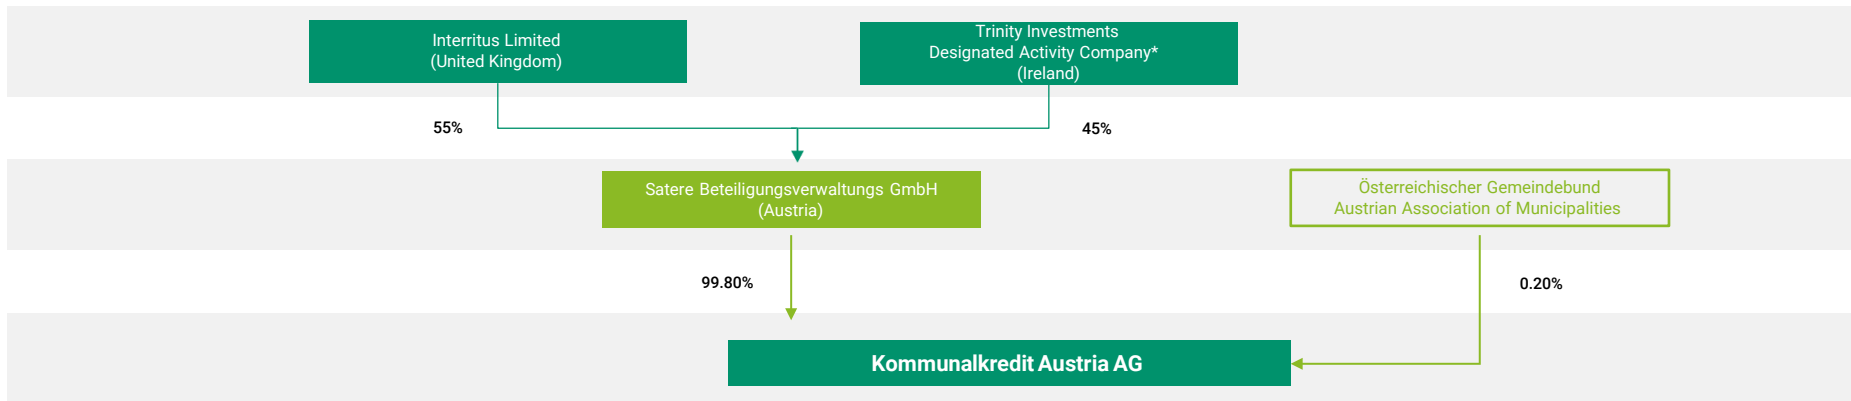 Interritus Limited
(United Kingdom)
Trinity Investments
Designated Activity Company*
(Ireland)
55%
45%
Satere Beteiligungsverwaltungs GmbH
(Austria)
Österreichischer Gemeindebund
Austrian Association of Municipalities
99.80%
0.20%
Kommunalkredit Austria AG